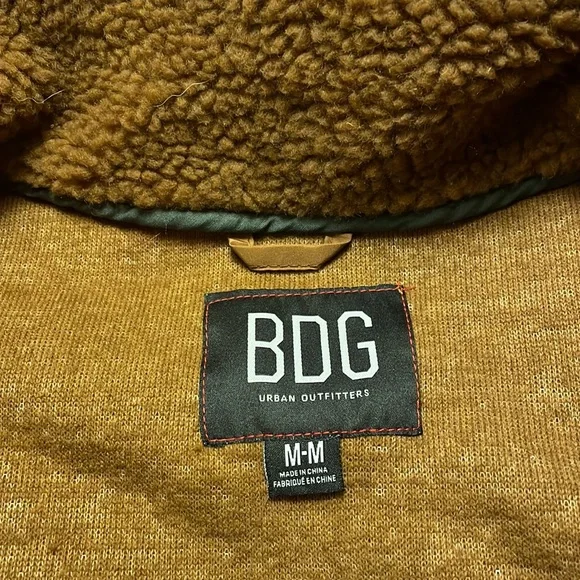 BDG
URBAN OUTFITTERS
M-M
MADE IN CHINA
FABRIQUÉ EN CHINE